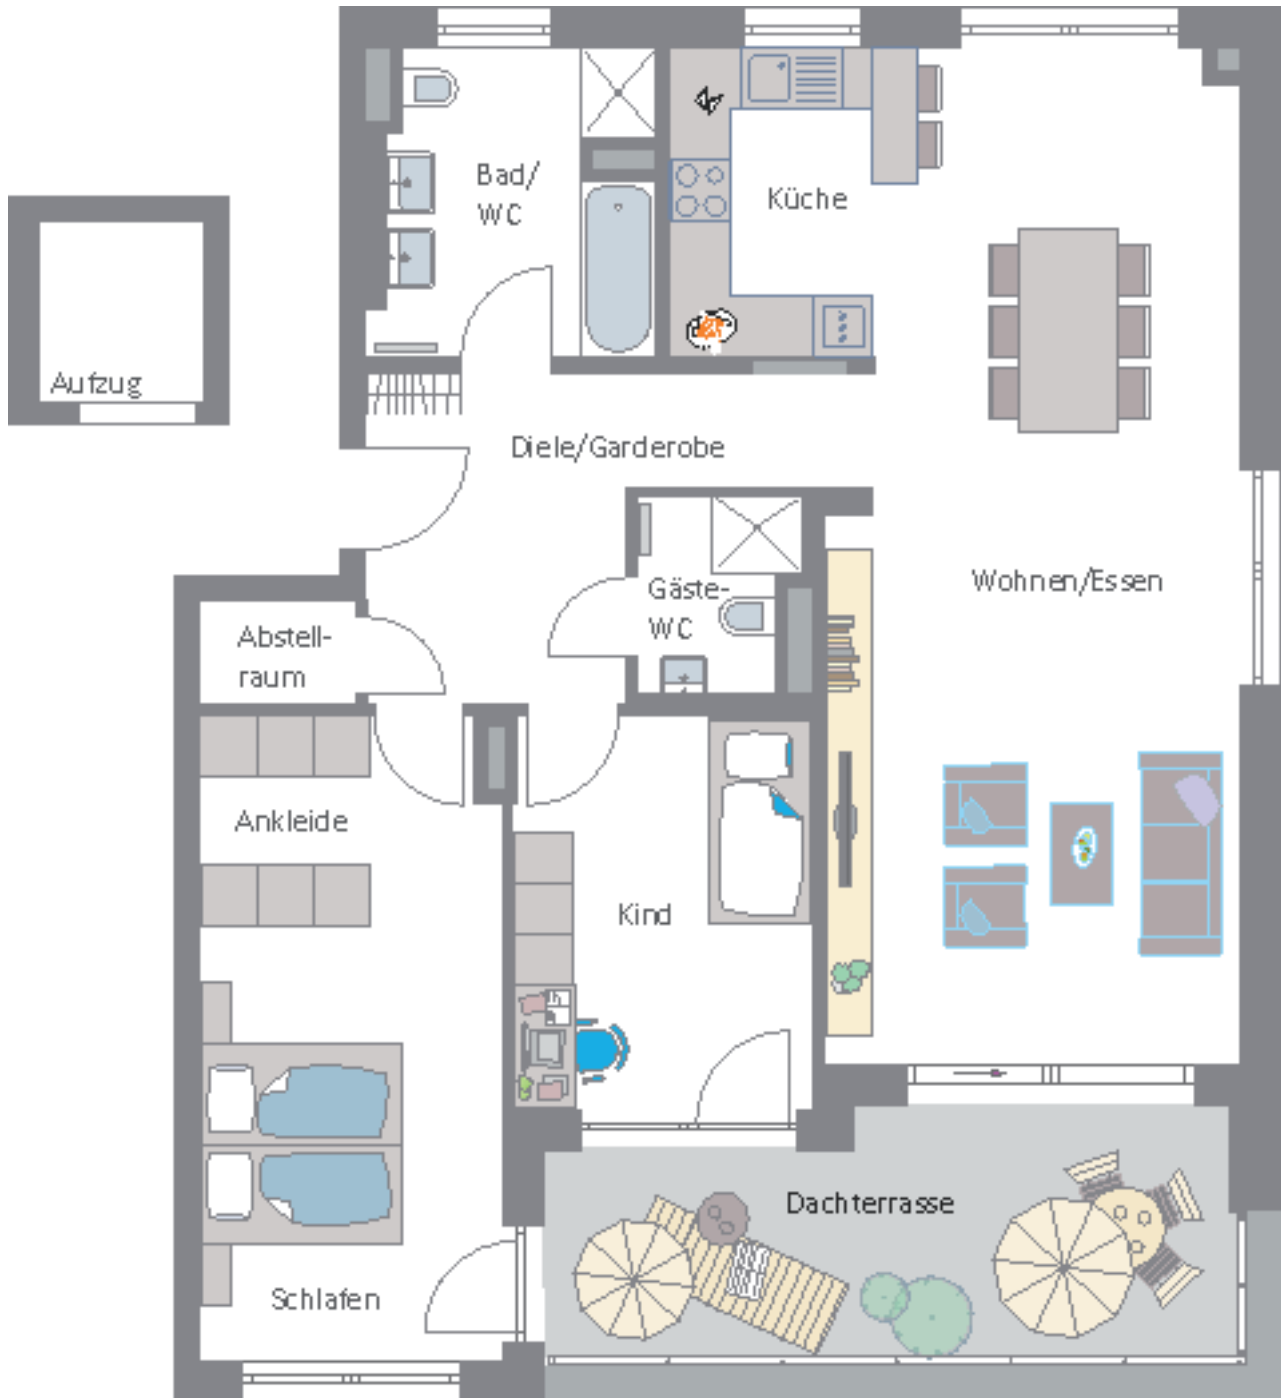 Bad/
WC
Küche
Aufzug
Diele/Garderobe
Gäste-
WC
Wohnen/Essen
Abstell-
raum
Ankleide
Kind
Dachterrasse
Schlafen